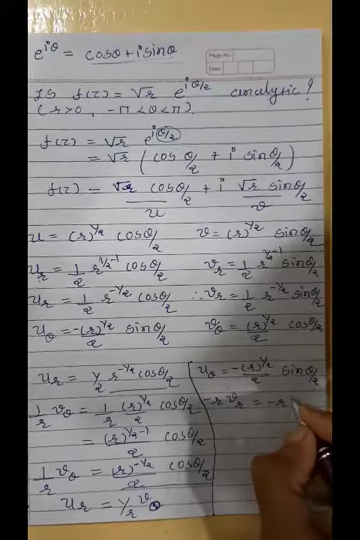 e^{iθ} = cosθ + i sinθ
Page No.
Date
Is f(z) = √r e^{iθ/2} analytic?
(r>0, -π<θ<π)
f(z) = √r e^{i(θ/2)}
= √r (cos θ/2 + i sin θ/2)
f(z) = √r cos θ/2 + i √r sin θ/2
u v
u = (r)^{1/2} cos θ/2 v = (r)^{1/2} sin θ/2
u_r = 1/2 r^{1/2-1} cos θ/2 v_r = 1/2 r^{1/2-1} sin θ/2
u_r = 1/2 r^{-1/2} cos θ/2 ∴ v_r = 1/2 r^{-1/2} sin θ/2
u_θ = -(r)^{1/2}/2 sin θ/2 v_θ = (r)^{1/2}/2 cos θ/2
u_r = 1/2 r^{-1/2} cos θ/2
1/r v_θ = 1/r (r)^{1/2}/2 cos θ/2
= (r)^{1/2-1}/2 cos θ/2
1/r v_θ = (r)^{-1/2}/2 cos θ/2
u_r = 1/r v_θ
u_θ = -(r)^{1/2}/2 sin θ/2
-r v_r = -r